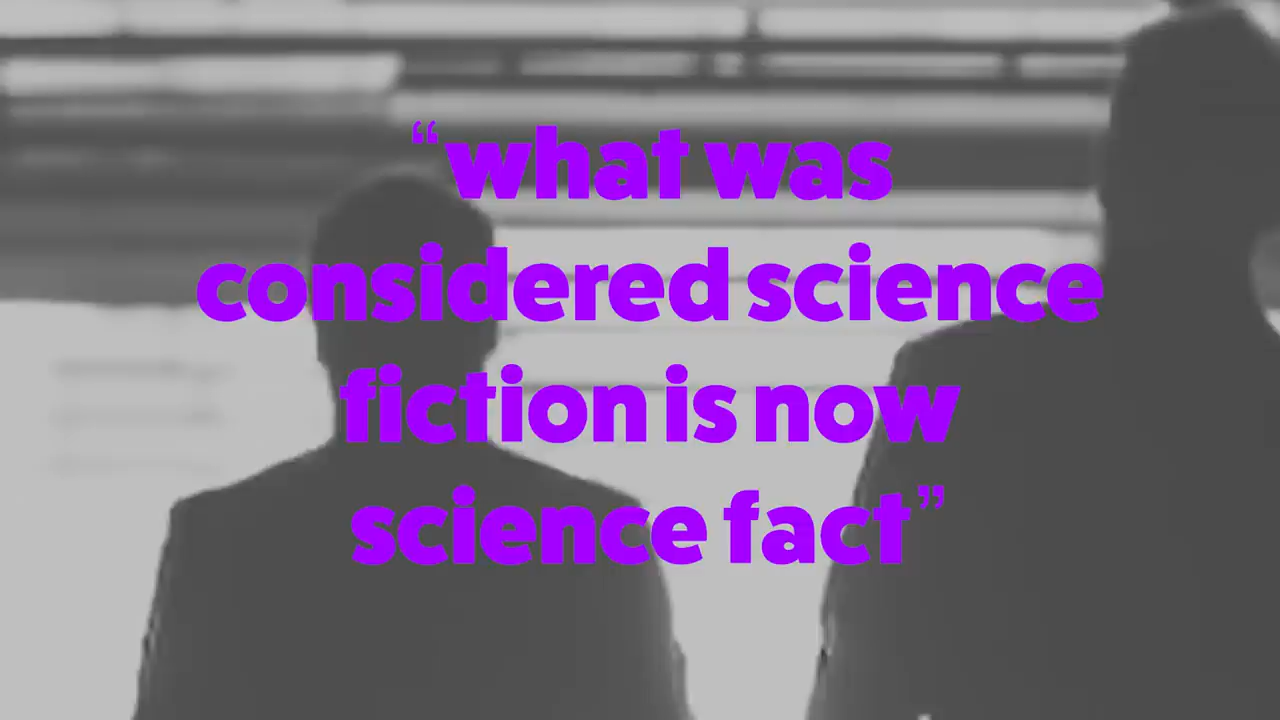 “what was
considered science
fiction is now
science fact”